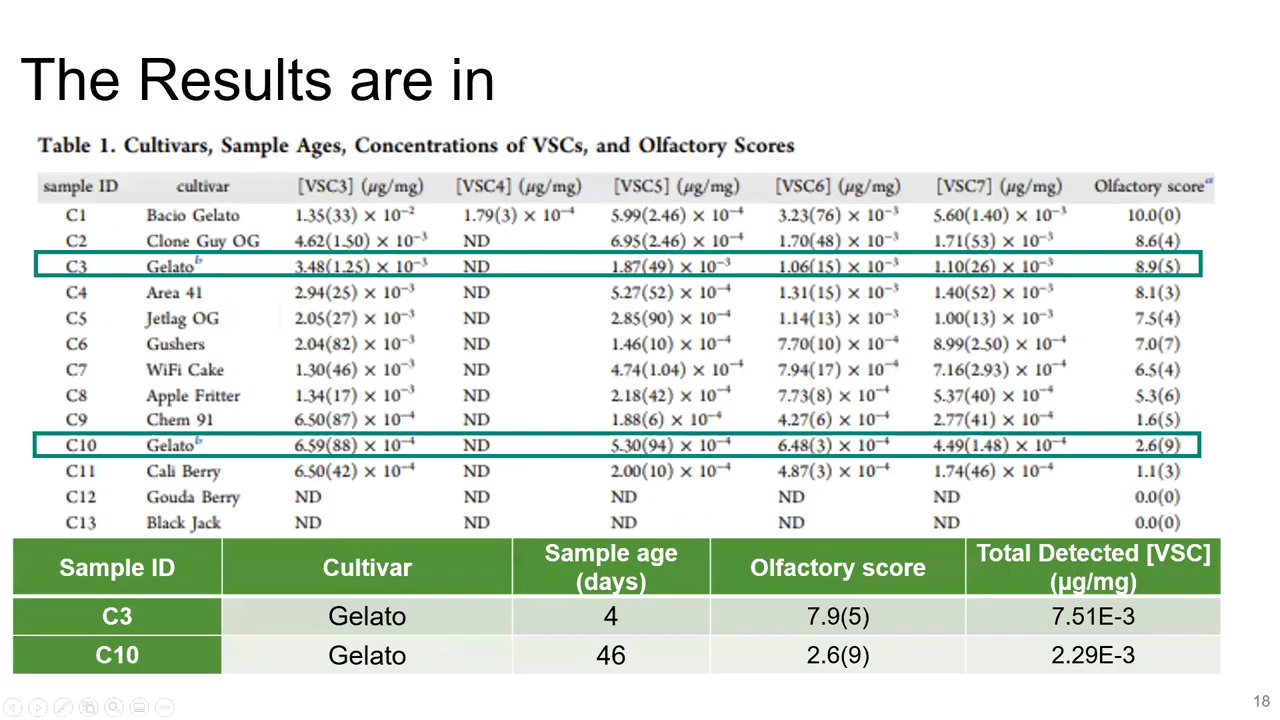 The Results are in
Table 1. Cultivars, Sample Ages, Concentrations of VSCs, and Olfactory Scores
sample ID cultivar [VSC3] (μg/mg) [VSC4] (μg/mg) [VSC5] (μg/mg) [VSC6] (μg/mg) [VSC7] (μg/mg) Olfactory scoreᵃ
C1 Bacio Gelato 1.35(33) × 10⁻² 1.79(3) × 10⁻⁴ 5.99(2.46) × 10⁻⁴ 3.23(76) × 10⁻³ 5.60(1.40) × 10⁻³ 10.0(0)
C2 Clone Guy OG 4.62(1.50) × 10⁻³ ND 6.95(2.46) × 10⁻⁴ 1.70(48) × 10⁻³ 1.71(53) × 10⁻³ 8.6(4)
C3 Gelatoᵇ 3.48(1.25) × 10⁻³ ND 1.87(49) × 10⁻³ 1.06(15) × 10⁻³ 1.10(26) × 10⁻³ 8.9(5)
C4 Area 41 2.94(25) × 10⁻³ ND 5.27(52) × 10⁻⁴ 1.31(15) × 10⁻³ 1.40(52) × 10⁻³ 8.1(3)
C5 Jetlag OG 2.05(27) × 10⁻³ ND 2.85(90) × 10⁻⁴ 1.14(13) × 10⁻³ 1.00(13) × 10⁻³ 7.5(4)
C6 Gushers 2.04(82) × 10⁻³ ND 1.46(10) × 10⁻⁴ 7.70(10) × 10⁻⁴ 8.99(2.50) × 10⁻⁴ 7.0(7)
C7 WiFi Cake 1.30(46) × 10⁻³ ND 4.74(1.04) × 10⁻⁴ 7.94(17) × 10⁻⁴ 7.16(2.93) × 10⁻⁴ 6.5(4)
C8 Apple Fritter 1.34(17) × 10⁻³ ND 2.18(42) × 10⁻⁴ 7.73(8) × 10⁻⁴ 5.37(40) × 10⁻⁴ 5.3(6)
C9 Chem 91 6.50(87) × 10⁻⁴ ND 1.88(6) × 10⁻⁴ 4.27(6) × 10⁻⁴ 2.77(41) × 10⁻⁴ 1.6(5)
C10 Gelatoᵇ 6.59(88) × 10⁻⁴ ND 5.30(94) × 10⁻⁴ 6.48(3) × 10⁻⁴ 4.49(1.48) × 10⁻⁴ 2.6(9)
C11 Cali Berry 6.50(42) × 10⁻⁴ ND 2.00(10) × 10⁻⁴ 4.87(3) × 10⁻⁴ 1.74(46) × 10⁻⁴ 1.1(3)
C12 Gouda Berry ND ND ND ND ND 0.0(0)
C13 Black Jack ND ND ND ND ND 0.0(0)
Sample ID Cultivar Sample age (days) Olfactory score Total Detected [VSC] (µg/mg)
C3 Gelato 4 7.9(5) 7.51E-3
C10 Gelato 46 2.6(9) 2.29E-3
18